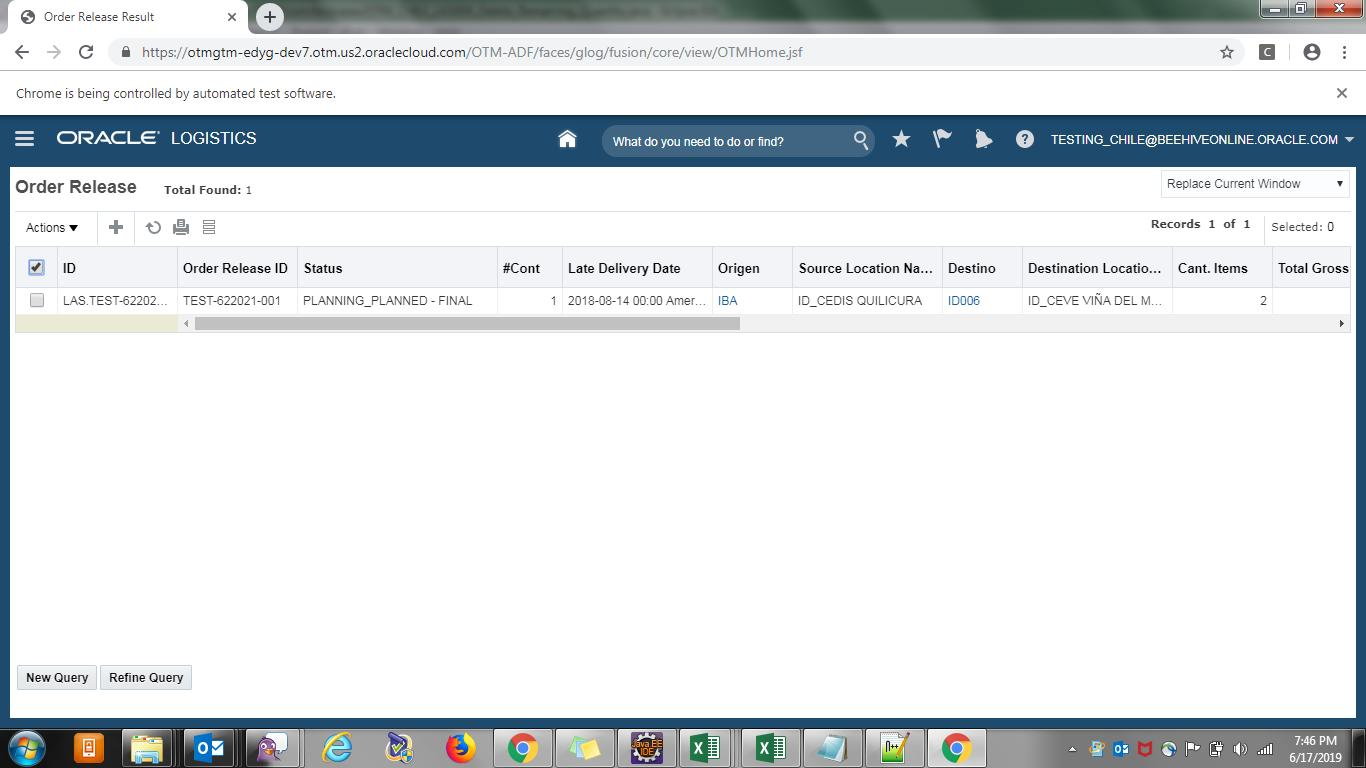 Order Release Result
https://otmgtm-edyg-dev7.otm.us2.oraclecloud.com/OTM-ADF/faces/glog/fusion/core/view/OTMHome.jsf
C
Chrome is being controlled by automated test software.
ORACLE LOGISTICS
What do you need to do or find?
?
TESTING_CHILE@BEEHIVEONLINE.ORACLE.COM
Order Release Total Found: 1
Replace Current Window
Actions
Records 1 of 1
Selected: 0
ID Order Release ID Status #Cont Late Delivery Date Origen Source Location Na... Destino Destination Locatio... Cant. Items Total Gross
LAS.TEST-62202... TEST-622021-001 PLANNING_PLANNED - FINAL 1 2018-08-14 00:00 Amer... IBA ID_CEDIS QUILICURA ID006 ID_CEVE VIÑA DEL M... 2
New Query Refine Query
Java EE
IDE
7:46 PM
6/17/2019